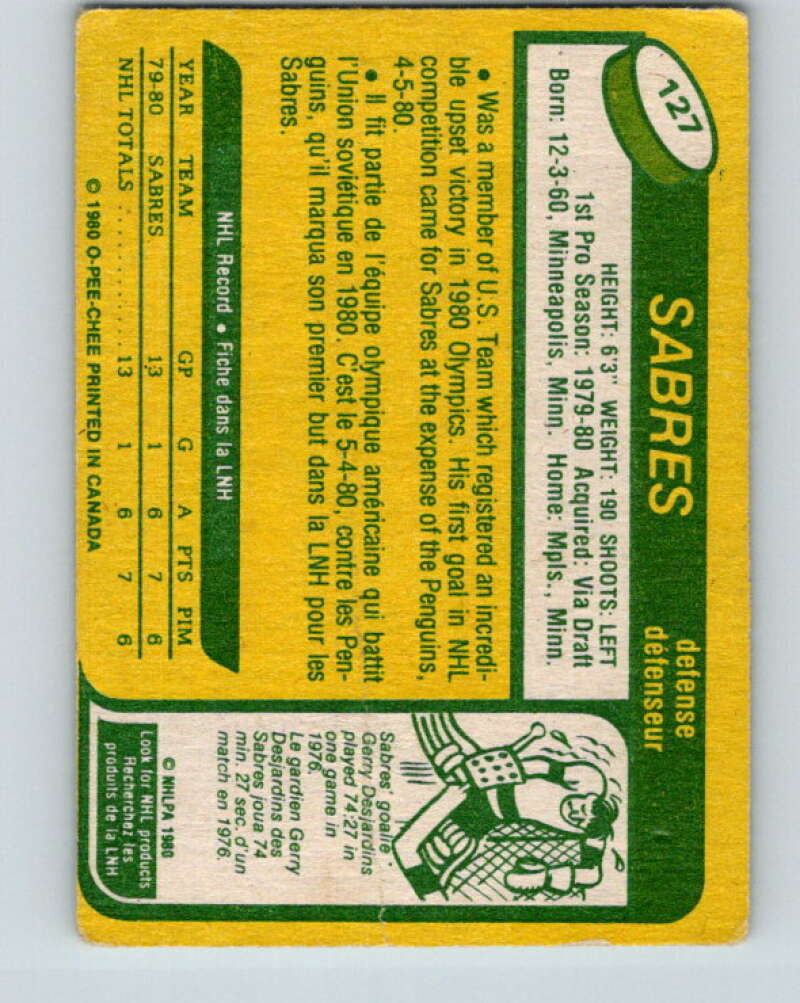 127
SABRES
defense
défenseur
HEIGHT: 6'3" WEIGHT: 190 SHOOTS: LEFT
1st Pro Season: 1979-80 Acquired: Via Draft
Born: 12-3-60, Minneapolis, Minn. Home: Mpls., Minn.
• Was a member of U.S. Team which registered an incredi-
ble upset victory in 1980 Olympics. His first goal in NHL
competition came for Sabres at the expense of the Penguins,
4-5-80.
• Il fit partie de l'équipe olympique américaine qui battit
l'Union soviétique en 1980. C'est le 5-4-80, contre les Pen-
guins, qu'il marqua son premier but dans la LNH pour les
Sabres.
NHL Record • Fiche dans la LNH
YEAR TEAM GP G A PTS PIM
79-80 SABRES 13 1 6 7 6
NHL TOTALS .............. 13 1 6 7 6
© 1980 O-PEE-CHEE PRINTED IN CANADA
Sabres' goalie
Gerry Desjardins
played 74:27 in
one game in
1976.
Le gardien Gerry
Desjardins des
Sabres joua 74
min. 27 sec. d'un
match en 1976.
© NHLPA 1980
Look for NHL products
Recherchez les
produits de la LNH